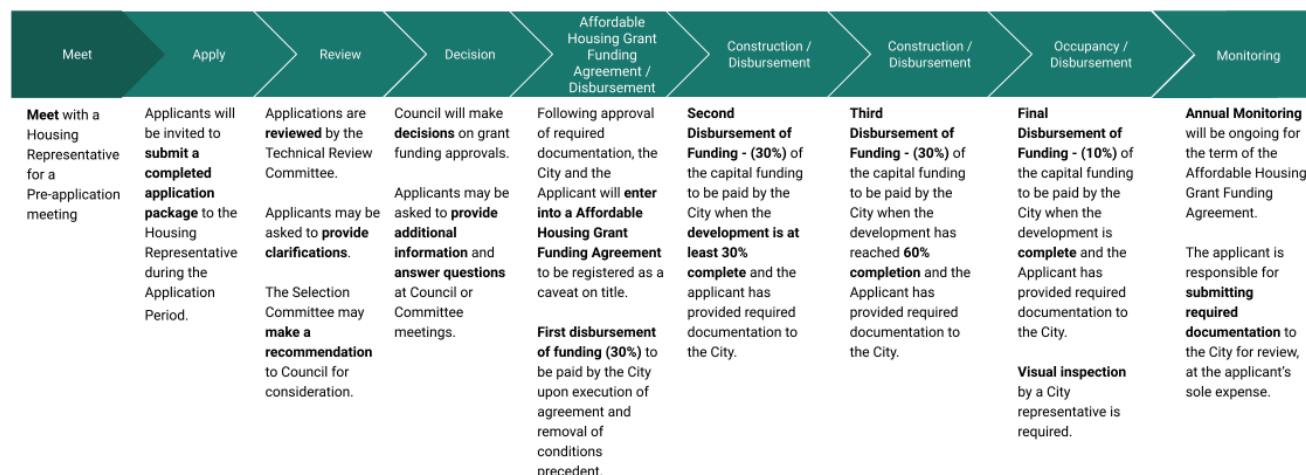 Meet
Apply
Review
Decision
Affordable
Housing Grant
Funding
Agreement /
Disbursement
Construction /
Disbursement
Construction /
Disbursement
Occupancy /
Disbursement
Monitoring
Meet with a
Housing
Representative
for a
Pre-application
meeting
Applicants will
be invited to
submit a
completed
application
package to the
Housing
Representative
during the
Application
Period.
Applications are
reviewed by the
Technical Review
Committee.
Applicants may be
asked to provide
clarifications.
The Selection
Committee may
make a
recommendation
to Council for
consideration.
Council will make
decisions on grant
funding approvals.
Applicants may be
asked to provide
additional
information and
answer questions
at Council or
Committee
meetings.
Following approval
of required
documentation, the
City and the
Applicant will enter
into a Affordable
Housing Grant
Funding Agreement
to be registered as a
caveat on title.
First disbursement
of funding (30%) to
be paid by the City
upon execution of
agreement and
removal of
conditions
precedent.
Second
Disbursement of
Funding - (30%) of
the capital funding
to be paid by the
City when the
development is at
least 30%
complete and the
applicant has
provided required
documentation to
the City.
Third
Disbursement of
Funding - (30%) of
the capital funding
to be paid by the
City when the
development has
reached 60%
completion and the
Applicant has
provided required
documentation to
the City.
Final
Disbursement of
Funding - (10%) of
the capital funding
to be paid by the
City when the
development is
complete and the
Applicant has
provided required
documentation to
the City.
Visual inspection
by a City
representative is
required.
Annual Monitoring
will be ongoing for
the term of the
Affordable Housing
Grant Funding
Agreement.
The applicant is
responsible for
submitting
required
documentation to
the City for review,
at the applicant's
sole expense.